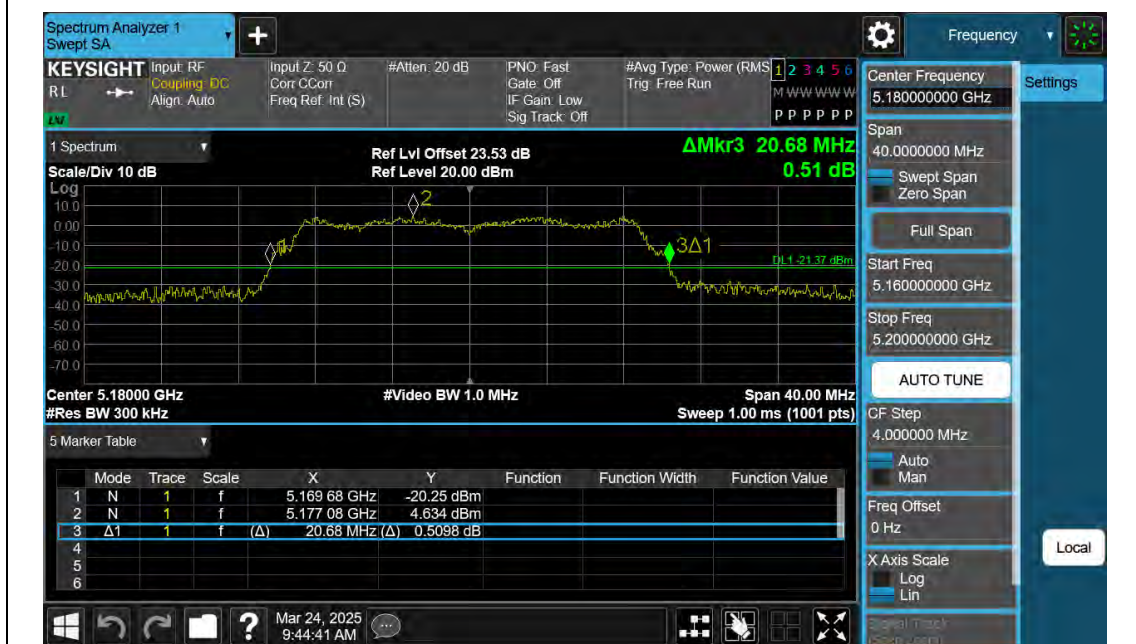 Spectrum Analyzer 1
Swept SA
Frequency
KEYSIGHT
RL
LXI
Input: RF
Coupling: DC
Align: Auto
Input Z: 50 Ω
Corr CCorr
Freq Ref: Int (S)
#Atten: 20 dB
PNO: Fast
Gate: Off
IF Gain: Low
Sig Track: Off
#Avg Type: Power (RMS
Trig: Free Run
1 2 3 4 5 6
M W W W W W
P P P P P P
Center Frequency
5.180000000 GHz
Settings
1 Spectrum
Ref Lvl Offset 23.53 dB
ΔMkr3 20.68 MHz
Scale/Div 10 dB
Ref Level 20.00 dBm
0.51 dB
Span
40.0000000 MHz
Swept Span
Zero Span
Full Span
Start Freq
5.160000000 GHz
Stop Freq
5.200000000 GHz
AUTO TUNE
Log
10.0
0.00
-10.0
-20.0
-30.0
-40.0
-50.0
-60.0
-70.0
1
2
3Δ1
DL1 -21.37 dBm
Center 5.18000 GHz
#Video BW 1.0 MHz
Span 40.00 MHz
#Res BW 300 kHz
Sweep 1.00 ms (1001 pts)
CF Step
4.000000 MHz
Auto
Man
Freq Offset
0 Hz
X Axis Scale
Log
Lin
Signal Track
Local
5 Marker Table
Mode Trace Scale X Y Function Function Width Function Value
1 N 1 f 5.169 68 GHz -20.25 dBm
2 N 1 f 5.177 08 GHz 4.634 dBm
3 Δ1 1 f (Δ) 20.68 MHz (Δ) 0.5098 dB
4
5
6
?
Mar 24, 2025
9:44:41 AM